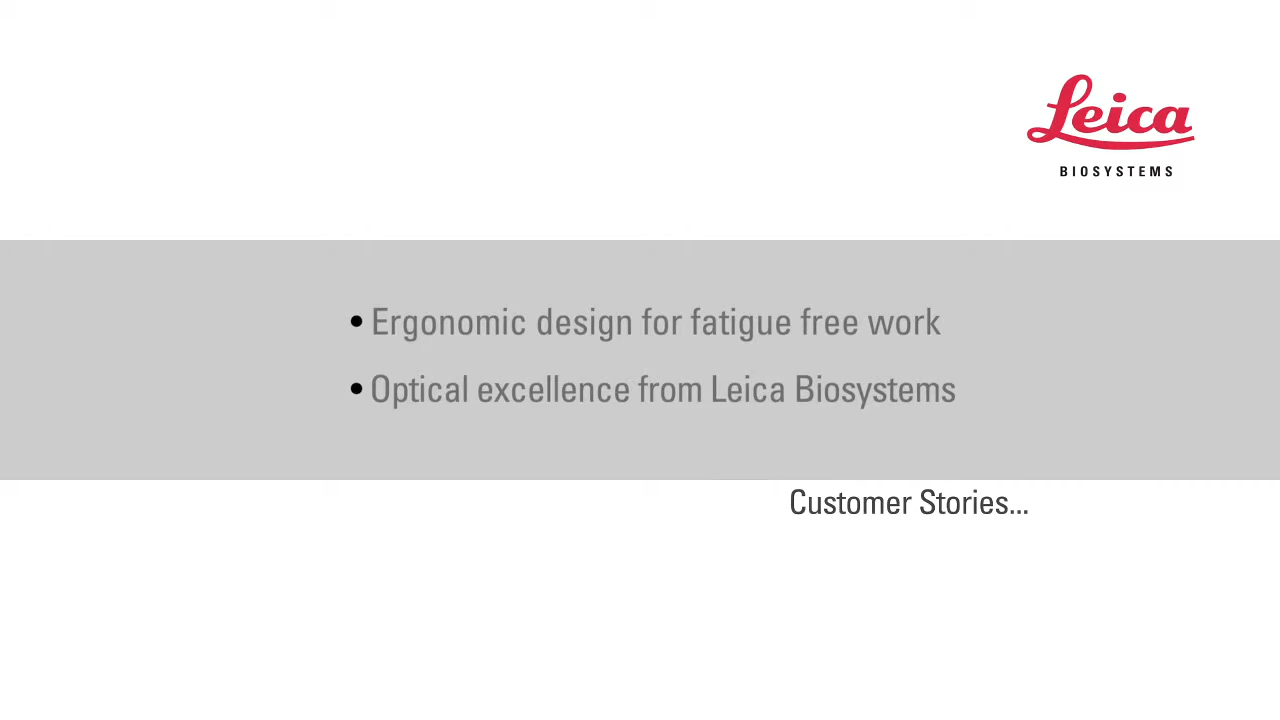 Leica
BIOSYSTEMS
• Ergonomic design for fatigue free work
• Optical excellence from Leica Biosystems
Customer Stories...